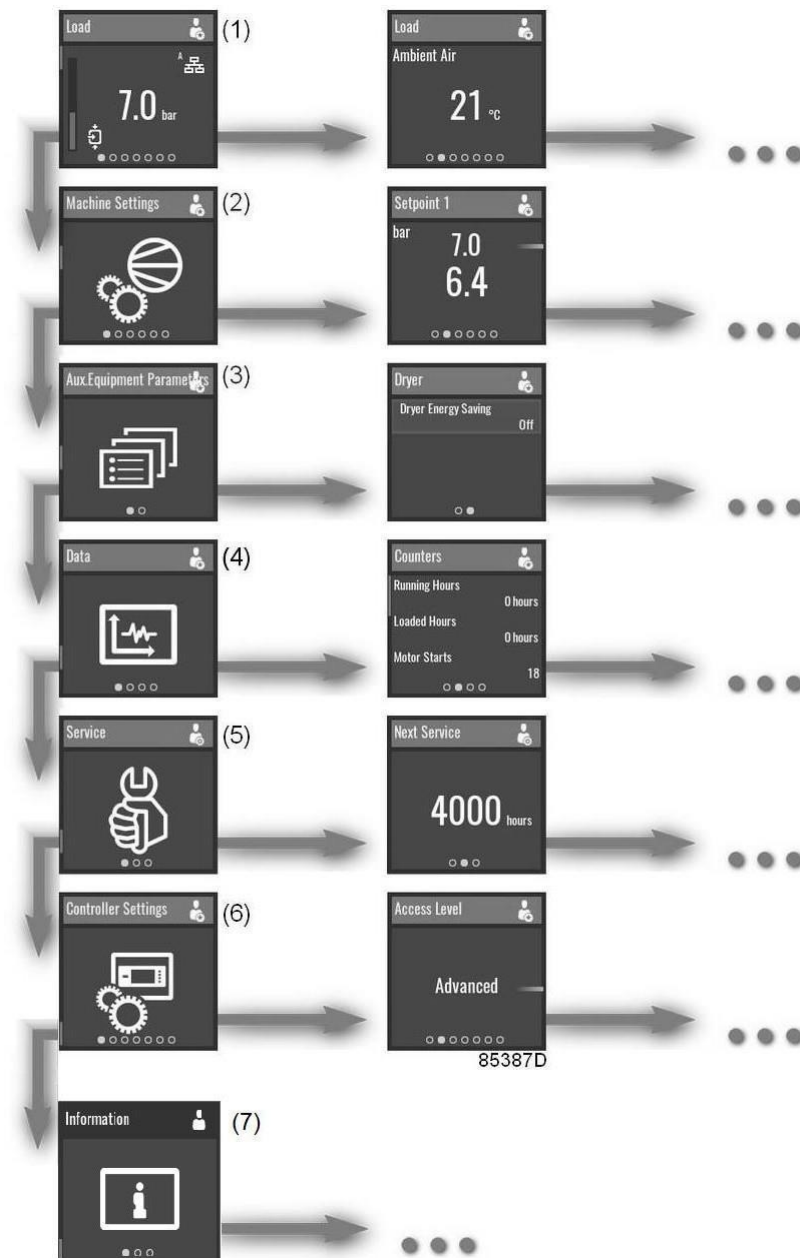 Load
(1)
A
7.0 bar
Load
Ambient Air
21 °C
Machine Settings
(2)
Setpoint 1
bar
7.0
6.4
Aux.Equipment Parameters
(3)
Dryer
Dryer Energy Saving
Off
Data
(4)
Counters
Running Hours
0 hours
Loaded Hours
0 hours
Motor Starts
18
Service
(5)
Next Service
4000 hours
Controller Settings
(6)
Access Level
Advanced
85387D
Information
(7)